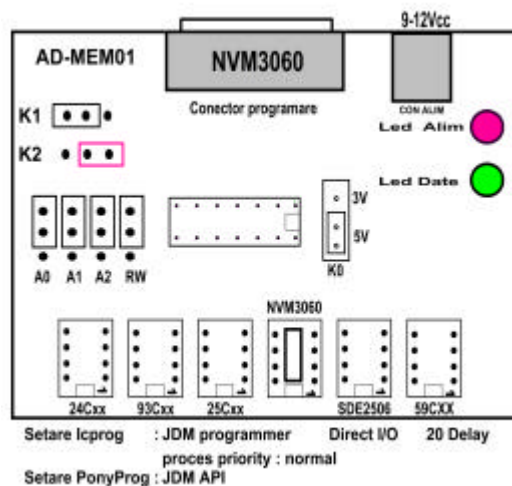 9-12Vcc
AD-MEM01
NVM3060
CON ALIM
Conector programare
Led Alim
K1
K2
Led Date
3V
5V
K0
A0 A1 A2 RW
NVM3060
24Cxx 93Cxx 25Cxx SDE2506 59CXX
Setare Icprog : JDM programmer Direct I/O 20 Delay
proces priority : normal
Setare PonyProg : JDM API